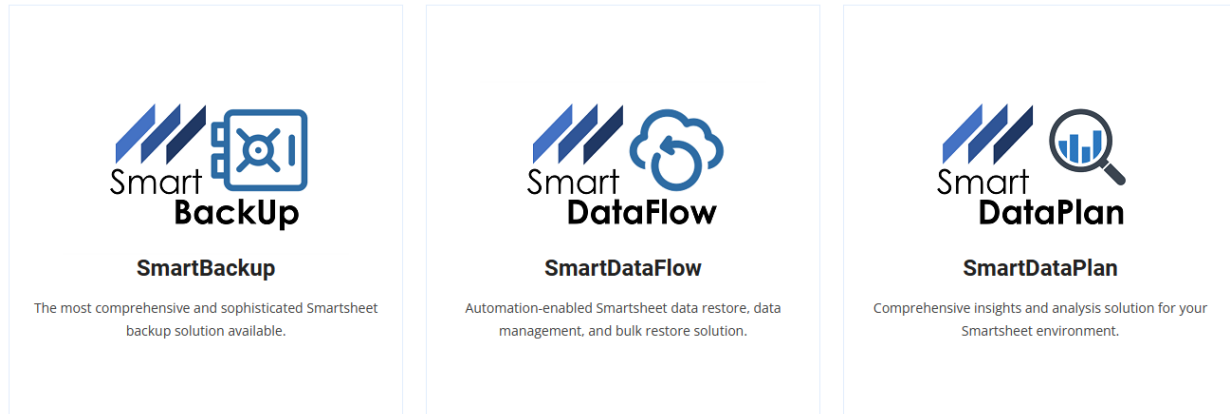 Smart
BackUp
SmartBackup
The most comprehensive and sophisticated Smartsheet
backup solution available.
Smart
DataFlow
SmartDataFlow
Automation-enabled Smartsheet data restore, data
management, and bulk restore solution.
Smart
DataPlan
SmartDataPlan
Comprehensive insights and analysis solution for your
Smartsheet environment.